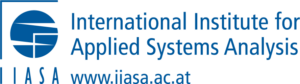 International Institute for
Applied Systems Analysis
IIASA www.iiasa.ac.at